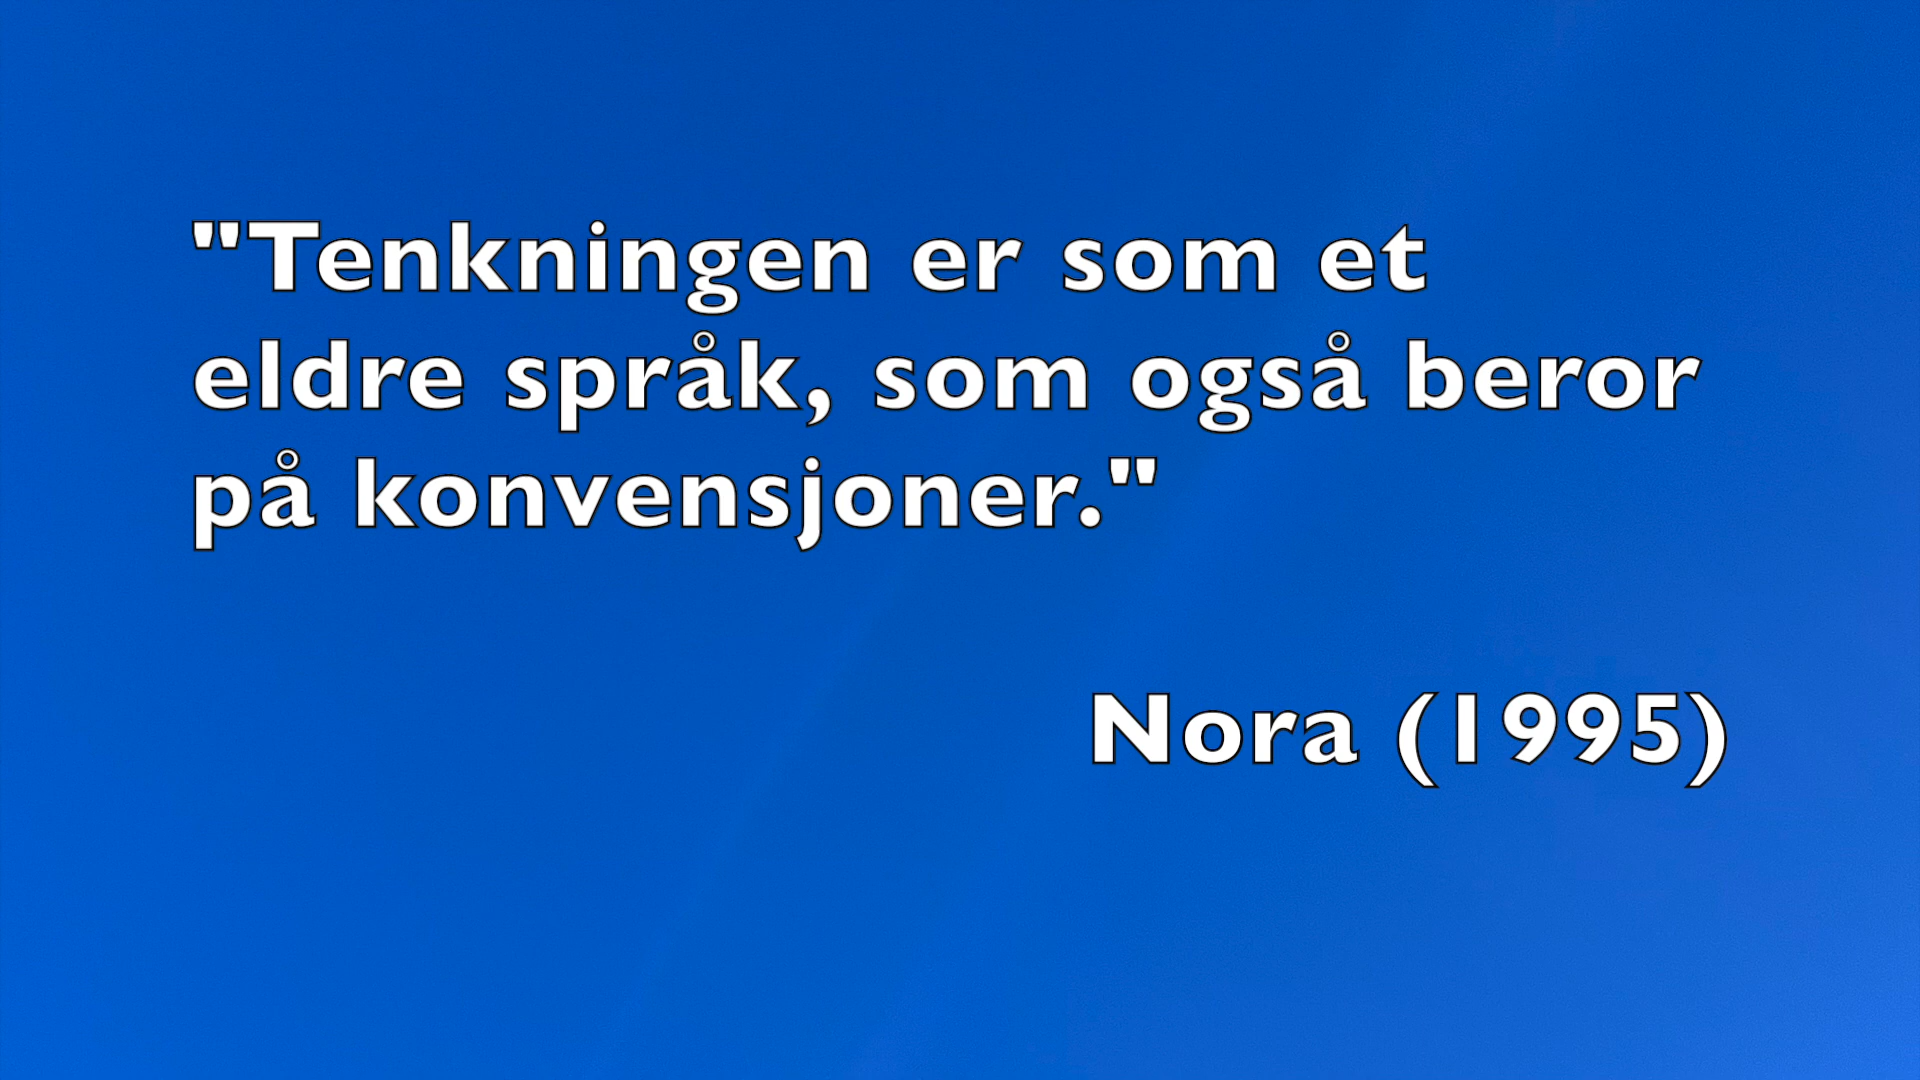 "Tenkningen er som et
eldre språk, som også beror
på konvensjoner."
Nora (1995)